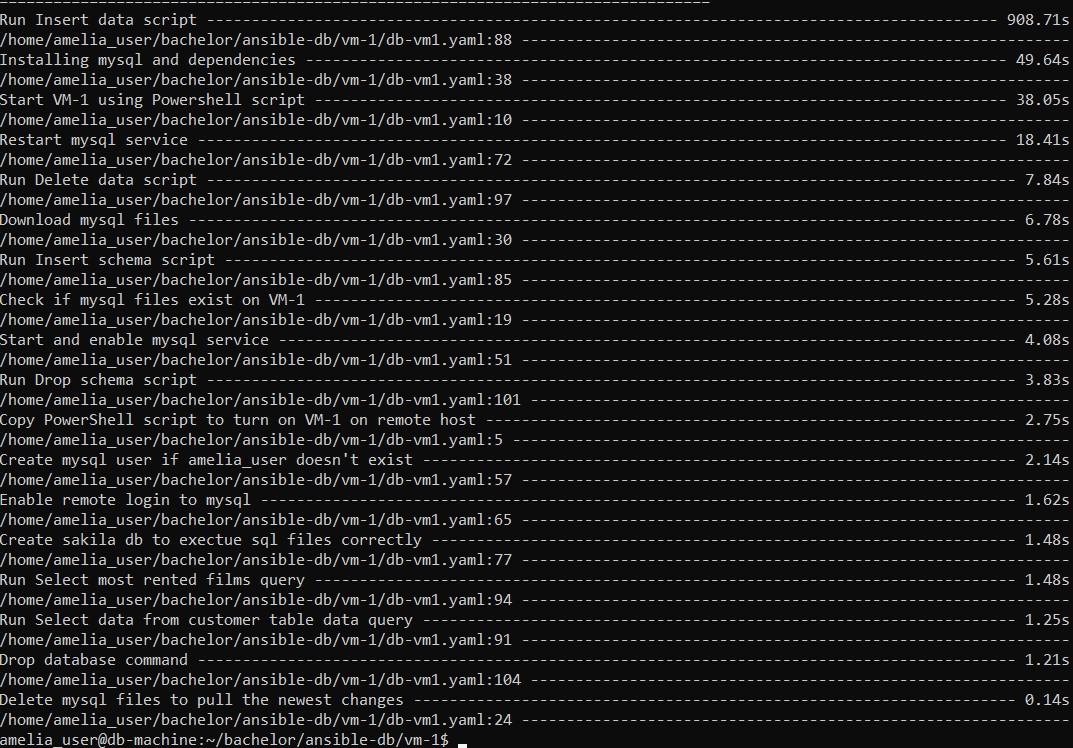 ===============================================================================
Run Insert data script ---------------------------------------------------------------------------------------- 908.71s
/home/amelia_user/bachelor/ansible-db/vm-1/db-vm1.yaml:88 -------------------------------------------------------------
Installing mysql and dependencies ------------------------------------------------------------------------------ 49.64s
/home/amelia_user/bachelor/ansible-db/vm-1/db-vm1.yaml:38 -------------------------------------------------------------
Start VM-1 using Powershell script ----------------------------------------------------------------------------- 38.05s
/home/amelia_user/bachelor/ansible-db/vm-1/db-vm1.yaml:10 -------------------------------------------------------------
Restart mysql service ------------------------------------------------------------------------------------------ 18.41s
/home/amelia_user/bachelor/ansible-db/vm-1/db-vm1.yaml:72 -------------------------------------------------------------
Run Delete data script ------------------------------------------------------------------------------------------ 7.84s
/home/amelia_user/bachelor/ansible-db/vm-1/db-vm1.yaml:97 -------------------------------------------------------------
Download mysql files -------------------------------------------------------------------------------------------- 6.78s
/home/amelia_user/bachelor/ansible-db/vm-1/db-vm1.yaml:30 -------------------------------------------------------------
Run Insert schema script ---------------------------------------------------------------------------------------- 5.61s
/home/amelia_user/bachelor/ansible-db/vm-1/db-vm1.yaml:85 -------------------------------------------------------------
Check if mysql files exist on VM-1 ------------------------------------------------------------------------------ 5.28s
/home/amelia_user/bachelor/ansible-db/vm-1/db-vm1.yaml:19 -------------------------------------------------------------
Start and enable mysql service ---------------------------------------------------------------------------------- 4.08s
/home/amelia_user/bachelor/ansible-db/vm-1/db-vm1.yaml:51 -------------------------------------------------------------
Run Drop schema script ------------------------------------------------------------------------------------------ 3.83s
/home/amelia_user/bachelor/ansible-db/vm-1/db-vm1.yaml:101 ------------------------------------------------------------
Copy PowerShell script to turn on VM-1 on remote host ----------------------------------------------------------- 2.75s
/home/amelia_user/bachelor/ansible-db/vm-1/db-vm1.yaml:5 --------------------------------------------------------------
Create mysql user if amelia_user doesn't exist ------------------------------------------------------------------ 2.14s
/home/amelia_user/bachelor/ansible-db/vm-1/db-vm1.yaml:57 -------------------------------------------------------------
Enable remote login to mysql ------------------------------------------------------------------------------------ 1.62s
/home/amelia_user/bachelor/ansible-db/vm-1/db-vm1.yaml:65 -------------------------------------------------------------
Create sakila db to exectue sql files correctly ----------------------------------------------------------------- 1.48s
/home/amelia_user/bachelor/ansible-db/vm-1/db-vm1.yaml:77 -------------------------------------------------------------
Run Select most rented films query ------------------------------------------------------------------------------ 1.48s
/home/amelia_user/bachelor/ansible-db/vm-1/db-vm1.yaml:94 -------------------------------------------------------------
Run Select data from customer table data query ------------------------------------------------------------------ 1.25s
/home/amelia_user/bachelor/ansible-db/vm-1/db-vm1.yaml:91 -------------------------------------------------------------
Drop database command ------------------------------------------------------------------------------------------- 1.21s
/home/amelia_user/bachelor/ansible-db/vm-1/db-vm1.yaml:104 ------------------------------------------------------------
Delete mysql files to pull the newest changes ------------------------------------------------------------------- 0.14s
/home/amelia_user/bachelor/ansible-db/vm-1/db-vm1.yaml:24 -------------------------------------------------------------
amelia_user@db-machine:~/bachelor/ansible-db/vm-1$